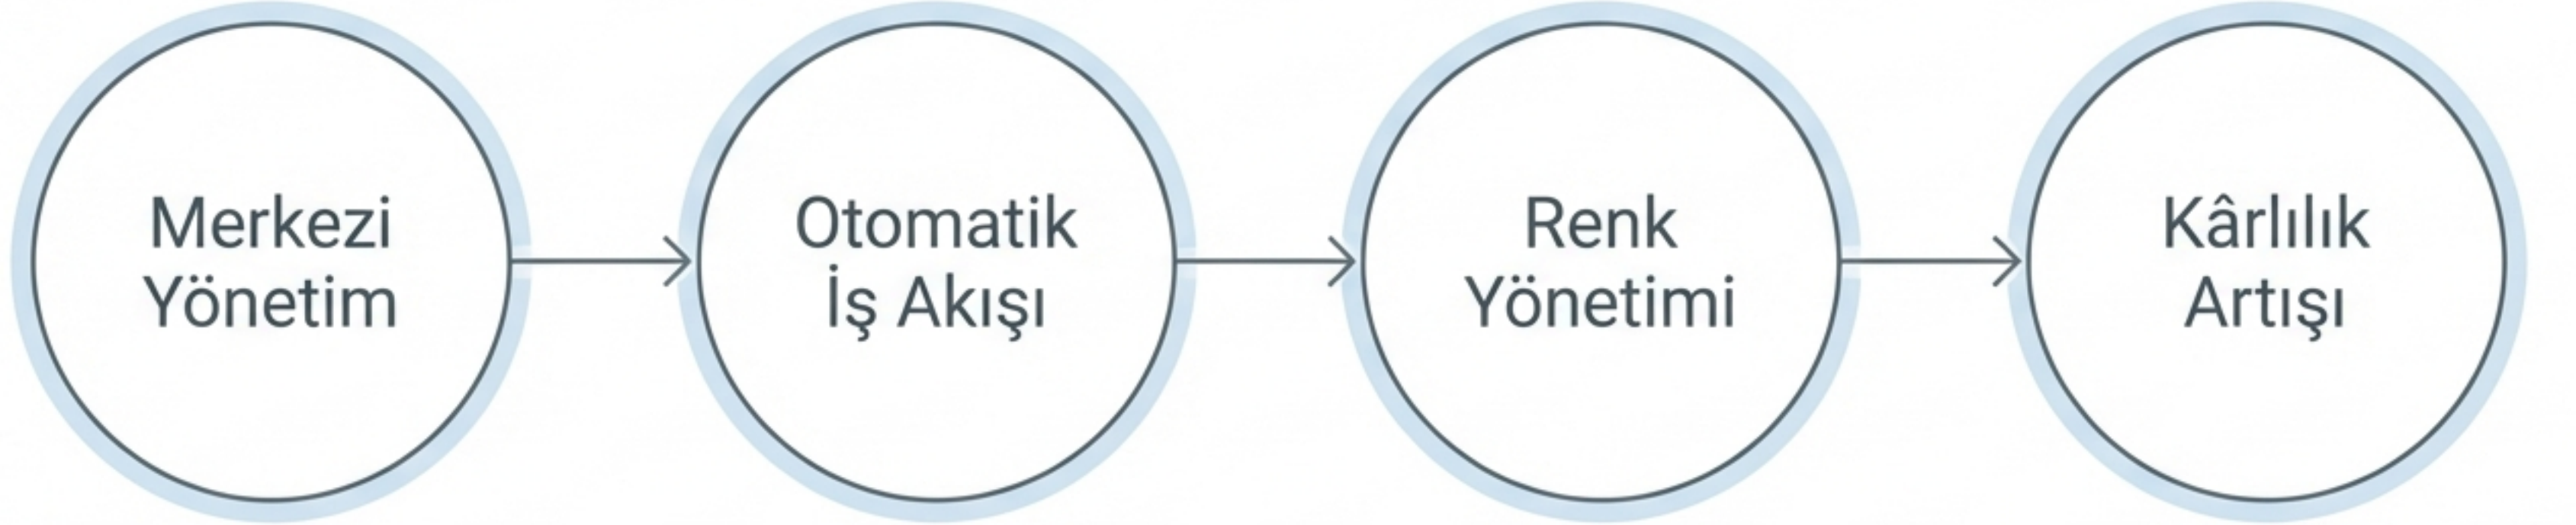 Merkezi
Yönetim
Otomatik
İş Akışı
Renk
Yönetimi
Kârlılık
Artışı